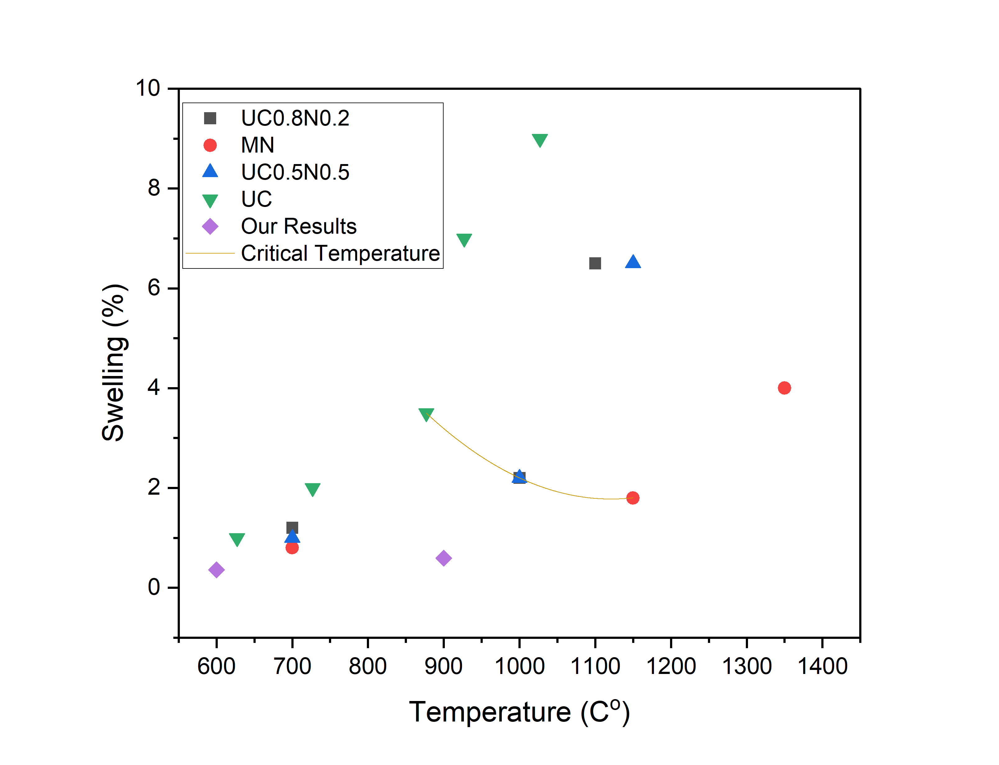 10
8
6
4
2
0
Swelling (%)
UC0.8N0.2
MN
UC0.5N0.5
UC
Our Results
Critical Temperature
600 700 800 900 1000 1100 1200 1300 1400
Temperature (Cº)